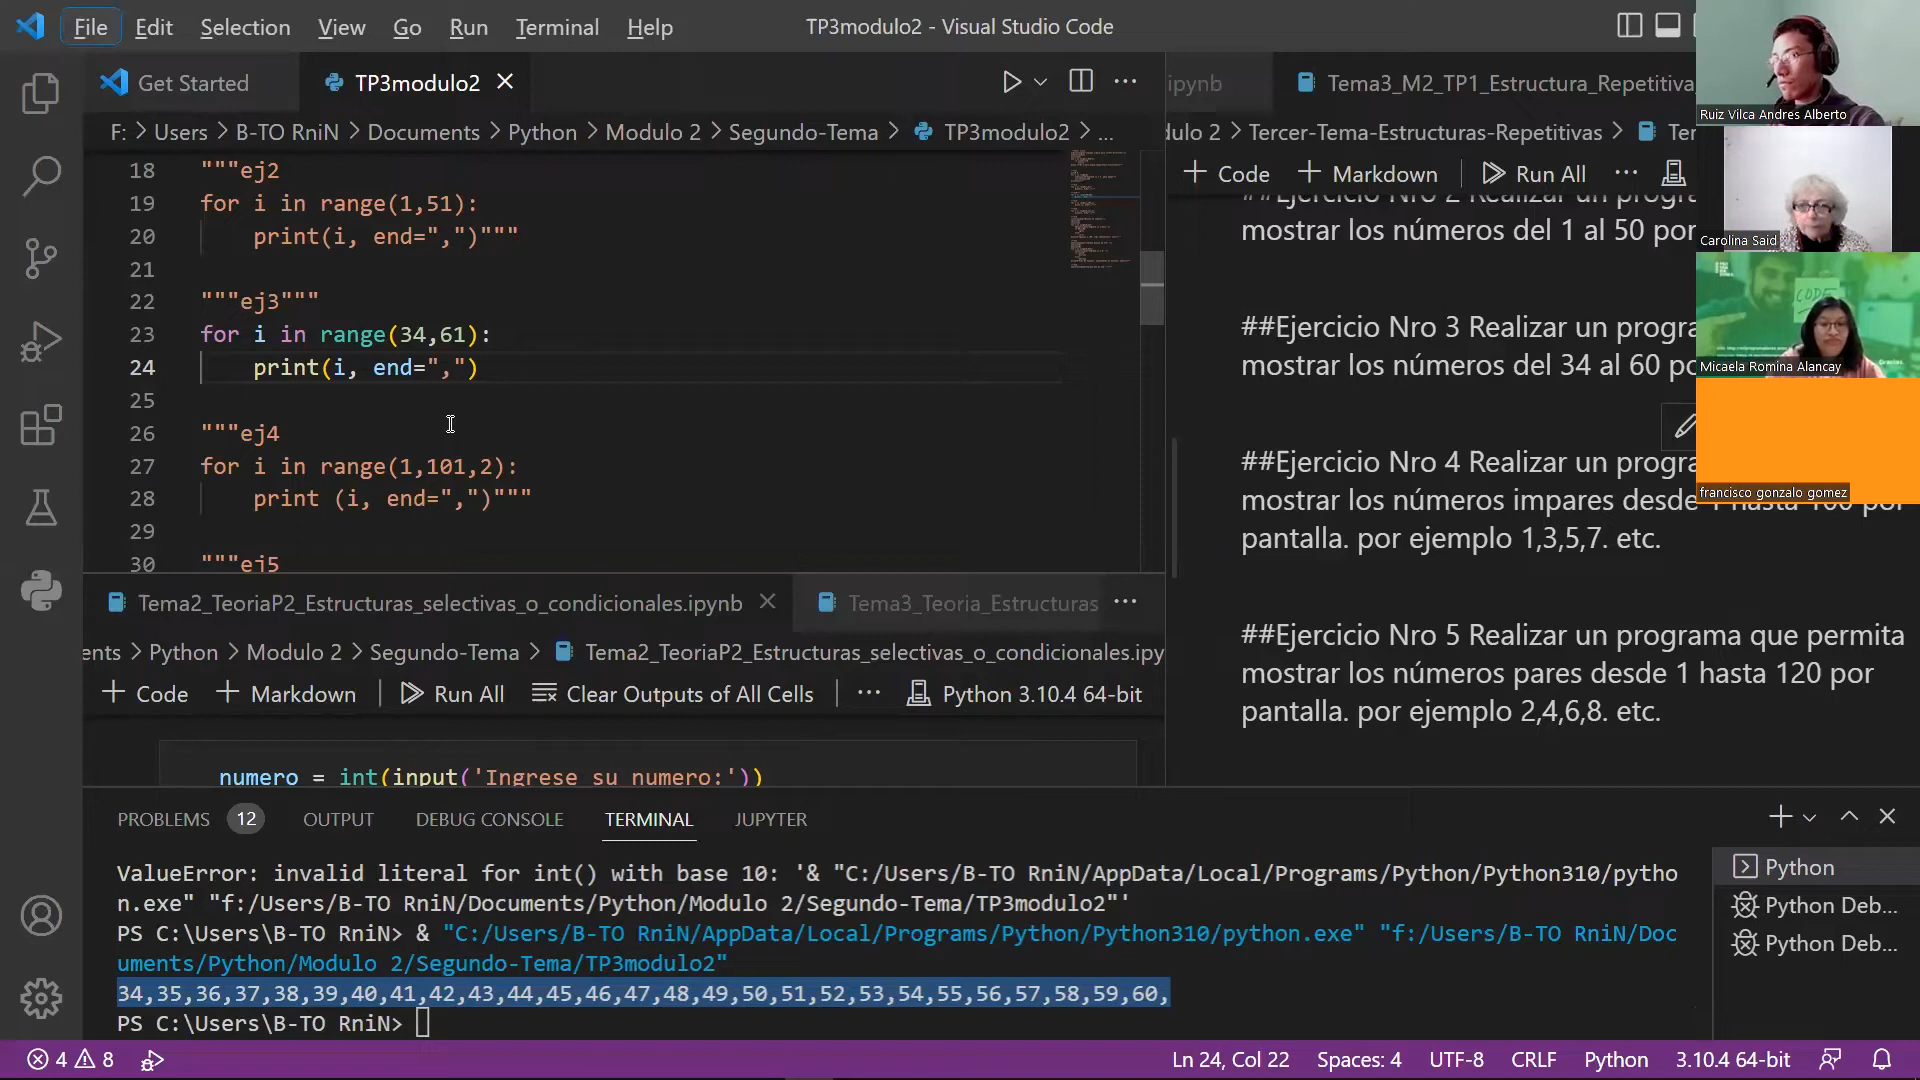 File Edit Selection View Go Run Terminal Help
TP3modulo2 - Visual Studio Code
Get Started
TP3modulo2
ipynb
Tema3_M2_TP1_Estructura_Repetitiva
F: > Users > B-TO RniN > Documents > Python > Modulo 2 > Segundo-Tema > TP3modulo2 > ...
dulo 2 > Tercer-Tema-Estructuras-Repetitivas >
+ Code + Markdown Run All ...
18 """ej2
19 for i in range(1,51):
20 print(i, end=",")"""
21
22 """ej3"""
23 for i in range(34,61):
24 print(i, end=",")
25
26 """ej4
27 for i in range(1,101,2):
28 print (i, end=",")"""
29
30 """ej5
##Ejercicio Nro 2 Realizar un progra
mostrar los números del 1 al 50 por
##Ejercicio Nro 3 Realizar un progra
mostrar los números del 34 al 60 po
##Ejercicio Nro 4 Realizar un progra
mostrar los números impares desde 1 hasta 100 por
pantalla. por ejemplo 1,3,5,7. etc.
##Ejercicio Nro 5 Realizar un programa que permita
mostrar los números pares desde 1 hasta 120 por
pantalla. por ejemplo 2,4,6,8. etc.
Ruiz Vilca Andres Alberto
Carolina Said
CODE
Gracias.
Micaela Romina Alancay
francisco gonzalo gomez
Tema2_TeoriaP2_Estructuras_selectivas_o_condicionales.ipynb
Tema3_Teoria_Estructuras
ents > Python > Modulo 2 > Segundo-Tema > Tema2_TeoriaP2_Estructuras_selectivas_o_condicionales.ipy
+ Code + Markdown Run All Clear Outputs of All Cells ... Python 3.10.4 64-bit
numero = int(input('Ingrese su numero:'))
PROBLEMS 12 OUTPUT DEBUG CONSOLE TERMINAL JUPYTER
ValueError: invalid literal for int() with base 10: '& "C:/Users/B-TO RniN/AppData/Local/Programs/Python/Python310/pytho
n.exe" "f:/Users/B-TO RniN/Documents/Python/Modulo 2/Segundo-Tema/TP3modulo2"'
PS C:\Users\B-TO RniN> & "C:/Users/B-TO RniN/AppData/Local/Programs/Python/Python310/python.exe" "f:/Users/B-TO RniN/Doc
uments/Python/Modulo 2/Segundo-Tema/TP3modulo2"
34,35,36,37,38,39,40,41,42,43,44,45,46,47,48,49,50,51,52,53,54,55,56,57,58,59,60,
PS C:\Users\B-TO RniN>
Python
Python Deb...
Python Deb...
4 8
Ln 24, Col 22 Spaces: 4 UTF-8 CRLF Python 3.10.4 64-bit